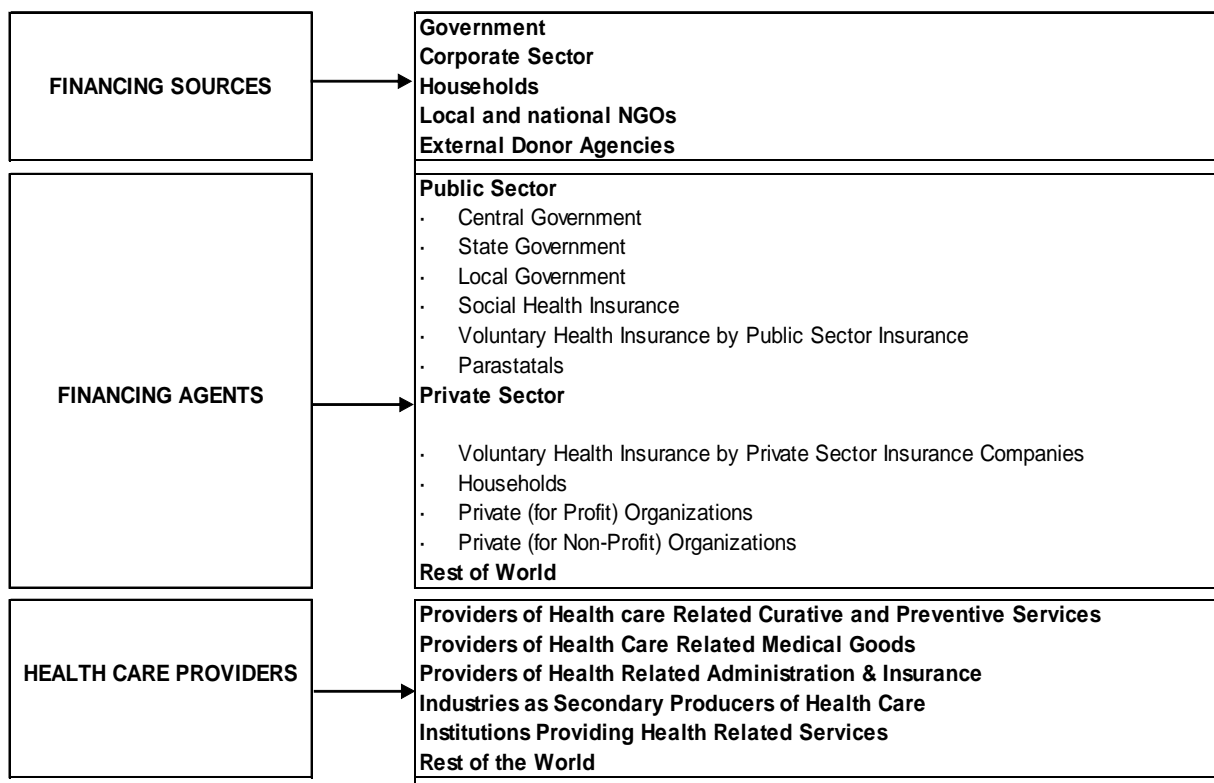 FINANCING SOURCES
Government
Corporate Sector
Households
Local and national NGOs
External Donor Agencies
FINANCING AGENTS
Public Sector
· Central Government
· State Government
· Local Government
· Social Health Insurance
· Voluntary Health Insurance by Public Sector Insurance
· Parastatals
Private Sector
· Voluntary Health Insurance by Private Sector Insurance Companies
· Households
· Private (for Profit) Organizations
· Private (for Non-Profit) Organizations
Rest of World
HEALTH CARE PROVIDERS
Providers of Health care Related Curative and Preventive Services
Providers of Health Care Related Medical Goods
Providers of Health Related Administration & Insurance
Industries as Secondary Producers of Health Care
Institutions Providing Health Related Services
Rest of the World